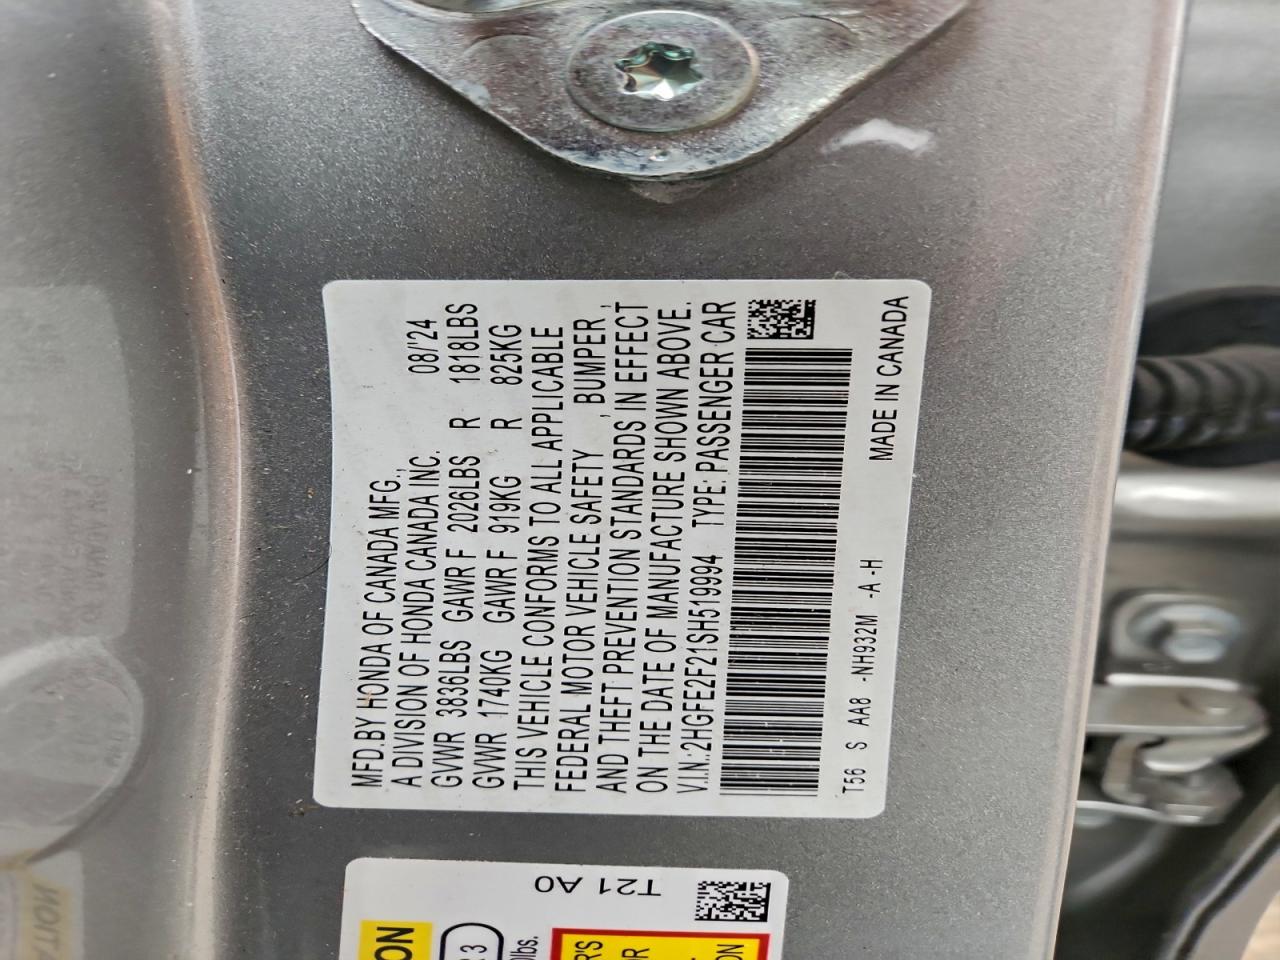 MFD.BY HONDA OF CANADA MFG.,
A DIVISION OF HONDA CANADA INC. 08/'24
GVWR 3836LBS GAWR F 2026LBS R 1818LBS
GVWR 1740KG GAWR F 919KG R 825KG
THIS VEHICLE CONFORMS TO ALL APPLICABLE
FEDERAL MOTOR VEHICLE SAFETY , BUMPER ,
AND THEFT PREVENTION STANDARDS IN EFFECT
ON THE DATE OF MANUFACTURE SHOWN ABOVE.
V.I.N.:2HGFE2F21SH519994 TYPE: PASSENGER CAR
T56 S AA8 -NH932M -A -H
MADE IN CANADA
T21 A0